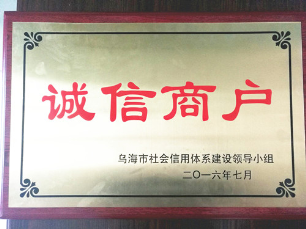 诚信商户
乌海市社会信用体系建设领导小组
二〇一六年七月